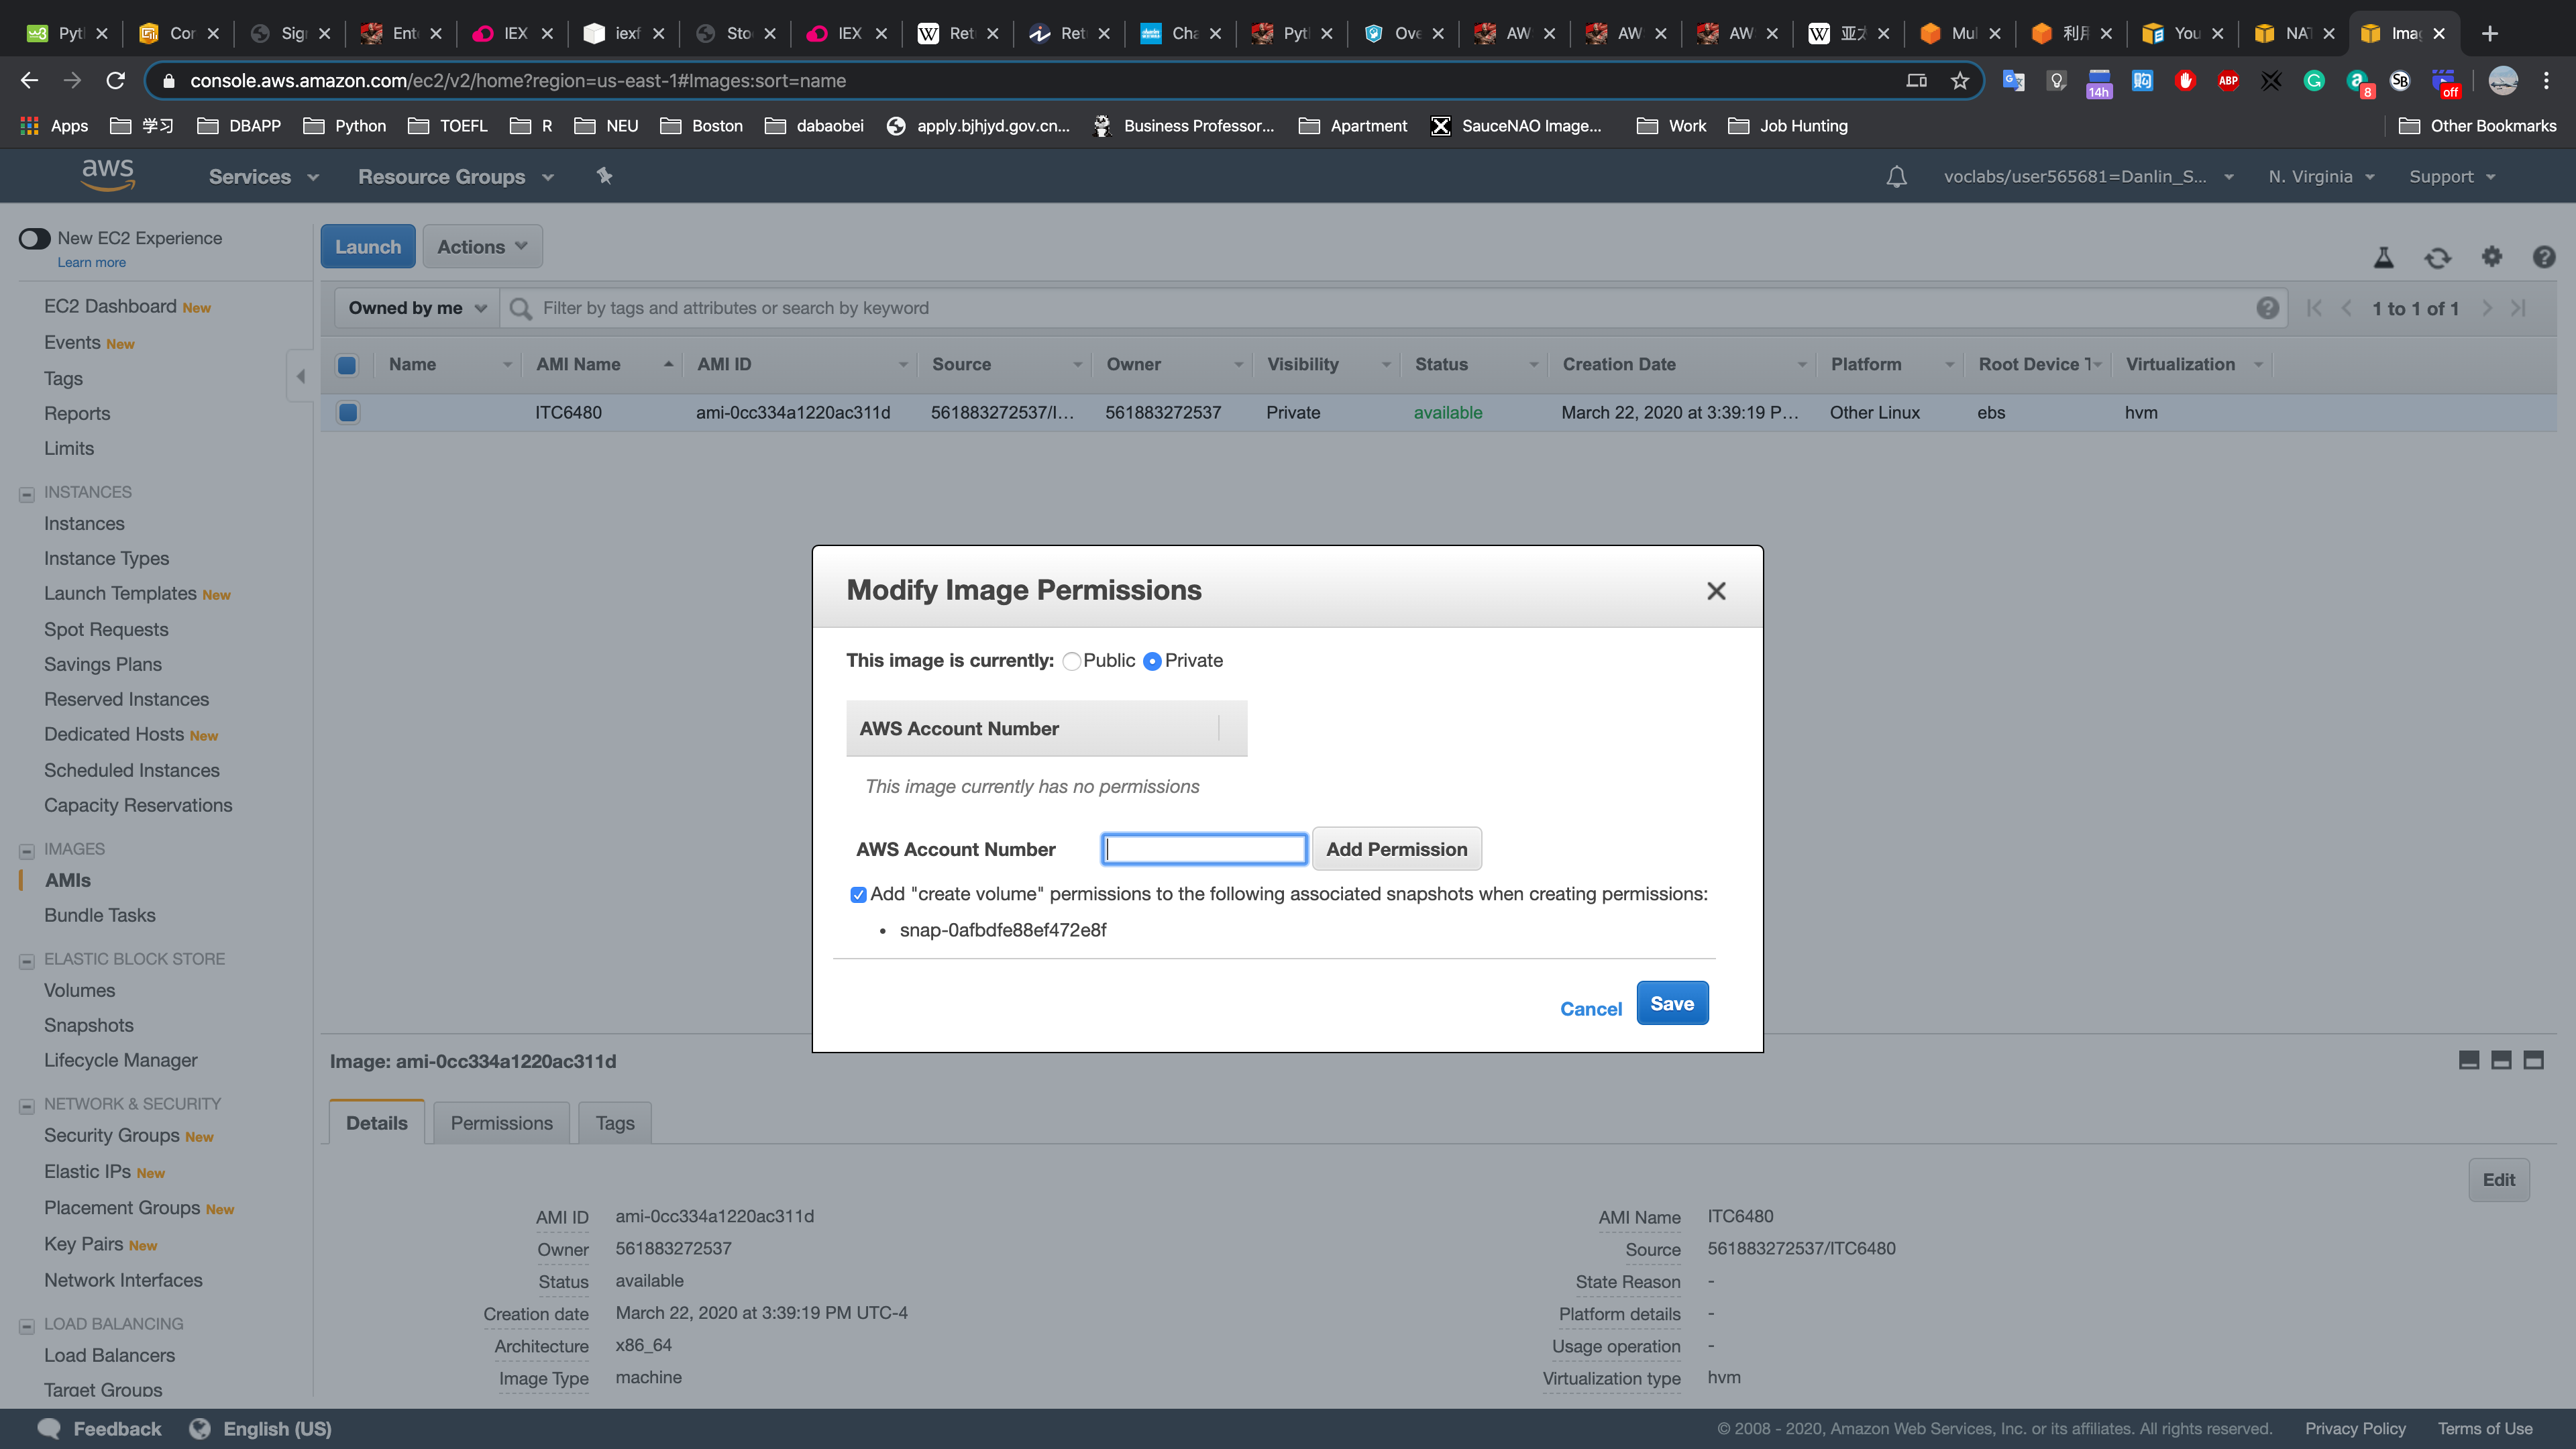 Pyt Cor Sig Ent IEX iexf Sto IEX Ret Ret Cha Pyt Ove AW AW AW 亚太 Mul 利用 You NAT Imag
console.aws.amazon.com/ec2/v2/home?region=us-east-1#Images:sort=name 14h ABP 8 SB off
Apps 学习 DBAPP Python TOEFL R NEU Boston dabaobei apply.bjhjyd.gov.cn... Business Professor... Apartment SauceNAO Image... Work Job Hunting Other Bookmarks
aws Services Resource Groups voclabs/user565681=Danlin_S... N. Virginia Support
New EC2 Experience
Learn more
EC2 Dashboard New
Events New
Tags
Reports
Limits
INSTANCES
Instances
Instance Types
Launch Templates New
Spot Requests
Savings Plans
Reserved Instances
Dedicated Hosts New
Scheduled Instances
Capacity Reservations
IMAGES
AMIs
Bundle Tasks
ELASTIC BLOCK STORE
Volumes
Snapshots
Lifecycle Manager
NETWORK & SECURITY
Security Groups New
Elastic IPs New
Placement Groups New
Key Pairs New
Network Interfaces
LOAD BALANCING
Load Balancers
Target Groups
Launch Actions
Owned by me Filter by tags and attributes or search by keyword 1 to 1 of 1
Name AMI Name AMI ID Source Owner Visibility Status Creation Date Platform Root Device T Virtualization
ITC6480 ami-0cc334a1220ac311d 561883272537/I... 561883272537 Private available March 22, 2020 at 3:39:19 P... Other Linux ebs hvm
Modify Image Permissions
This image is currently: Public Private
AWS Account Number
This image currently has no permissions
AWS Account Number Add Permission
Add "create volume" permissions to the following associated snapshots when creating permissions:
• snap-0afbdfe88ef472e8f
Cancel Save
Image: ami-0cc334a1220ac311d
Details Permissions Tags
Edit
AMI ID ami-0cc334a1220ac311d AMI Name ITC6480
Owner 561883272537 Source 561883272537/ITC6480
Status available State Reason -
Creation date March 22, 2020 at 3:39:19 PM UTC-4 Platform details -
Architecture x86_64 Usage operation -
Image Type machine Virtualization type hvm
Feedback English (US) © 2008 - 2020, Amazon Web Services, Inc. or its affiliates. All rights reserved. Privacy Policy Terms of Use